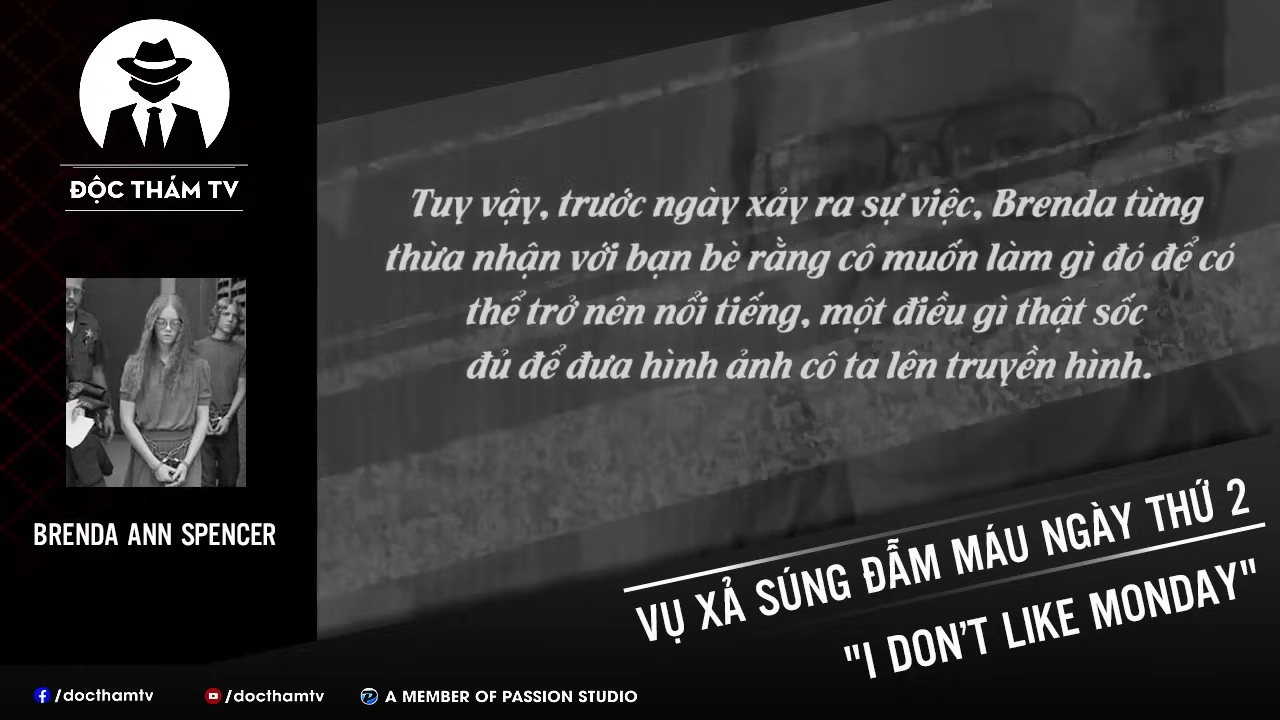 ĐỘC THÁM TV
BRENDA ANN SPENCER
Tuy vậy, trước ngày xảy ra sự việc, Brenda từng
thừa nhận với bạn bè rằng cô muốn làm gì đó để có
thể trở nên nổi tiếng, một điều gì thật sốc
đủ để đưa hình ảnh cô ta lên truyền hình.
VỤ XẢ SÚNG ĐẪM MÁU NGÀY THỨ 2
"I DON'T LIKE MONDAY"
/docthamtv
/docthamtv
A MEMBER OF PASSION STUDIO